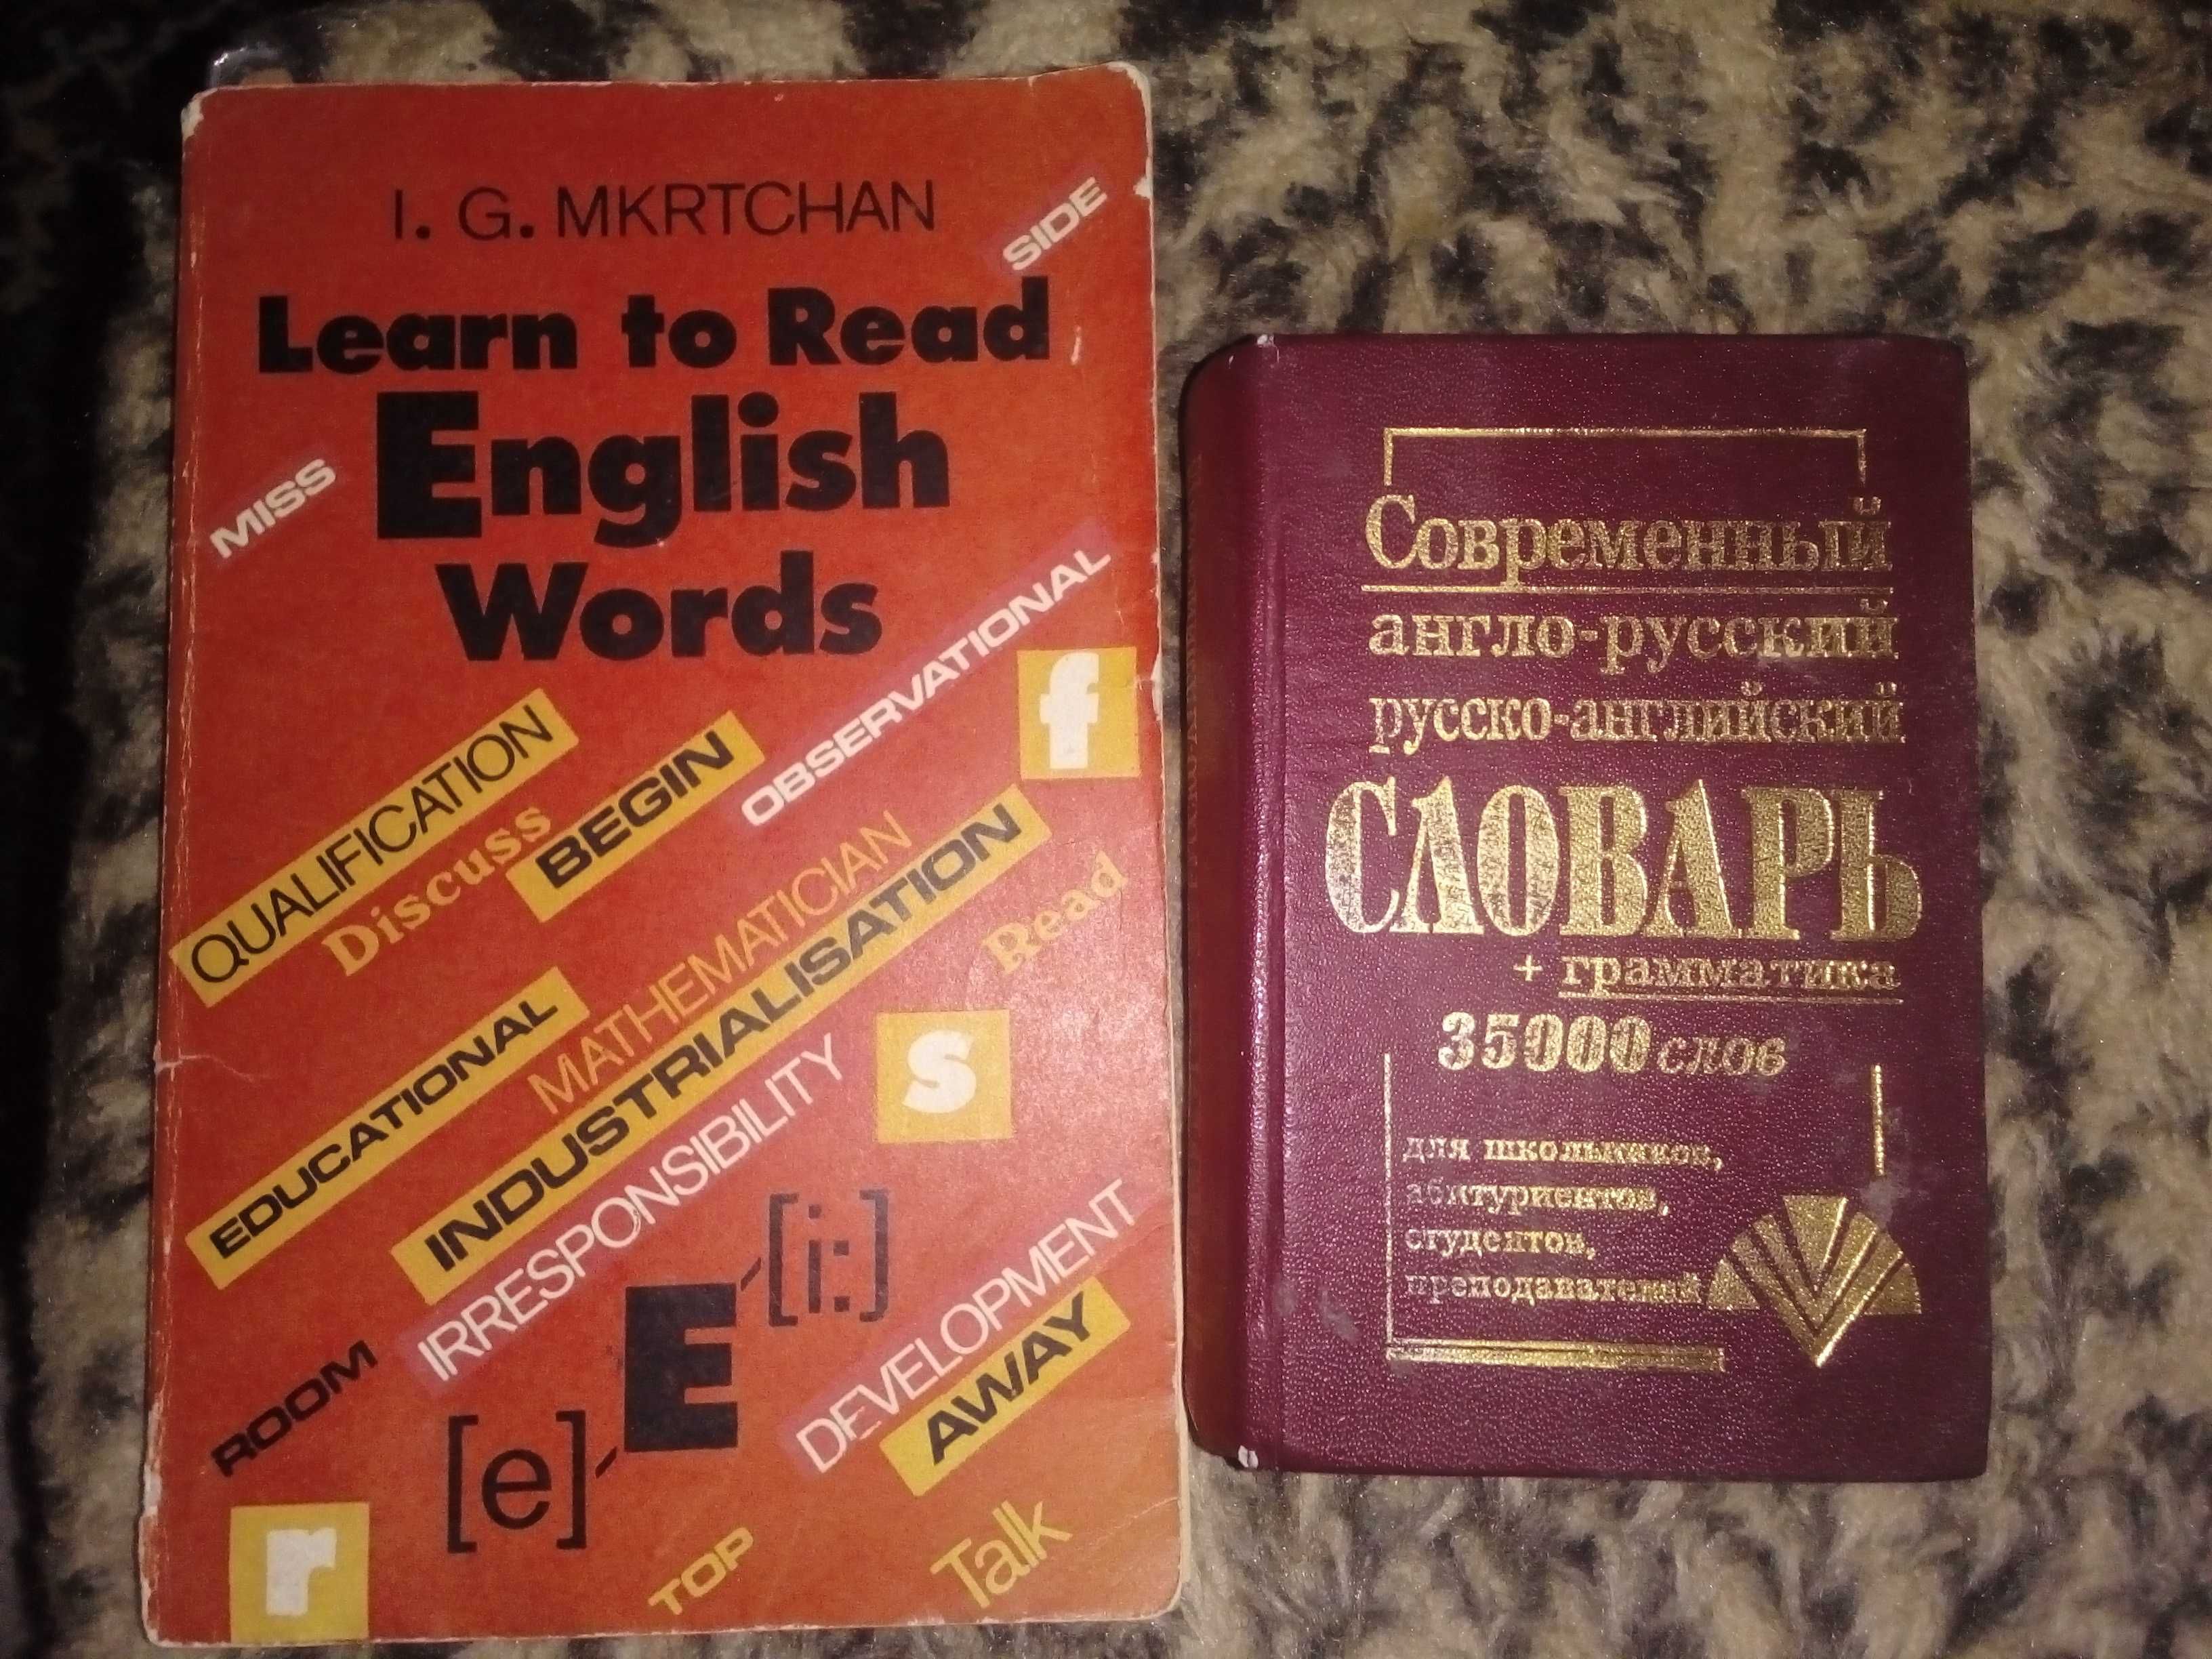 I. G. MKRTCHAN
SIDE
Learn to Read
English
Words
MISS
OBSERVATIONAL
f
QUALIFICATION
Discuss
BEGIN
MATHEMATICIAN
INDUSTRIALISATION
Read
EDUCATIONAL
IRRESPONSIBILITY
s
E-[i:]
[e]-
DEVELOPMENT
AWAY
ROOM
r
TOP
Talk
Современный
англо-русский
русско-английский
СЛОВАРЬ
+ грамматика
35000 слов
для школьников,
абитуриентов,
студентов,
преподавателей